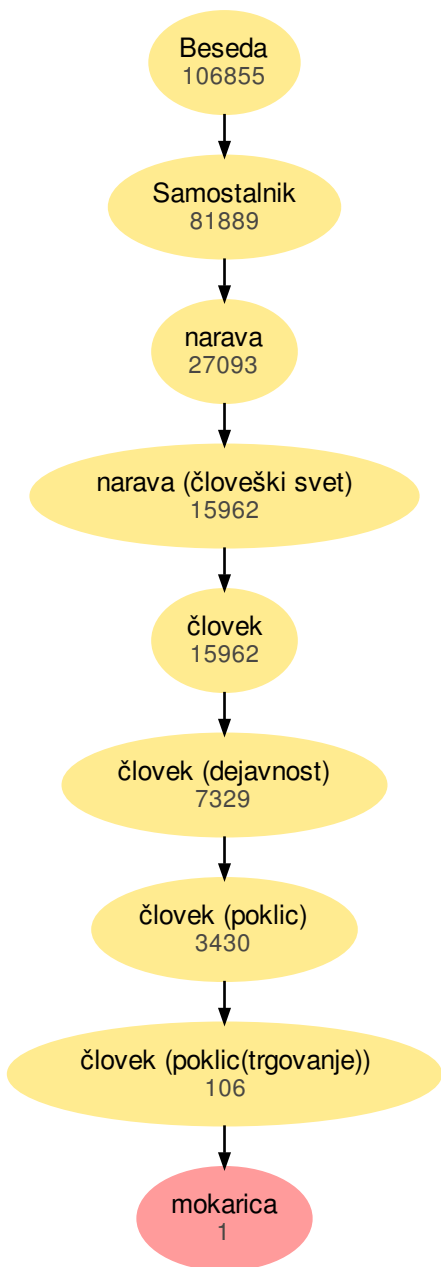 Beseda
106855
Samostalnik
81889
narava
27093
narava (človeški svet)
15962
človek
15962
človek (dejavnost)
7329
človek (poklic)
3430
človek (poklic(trgovanje))
106
mokarica
1